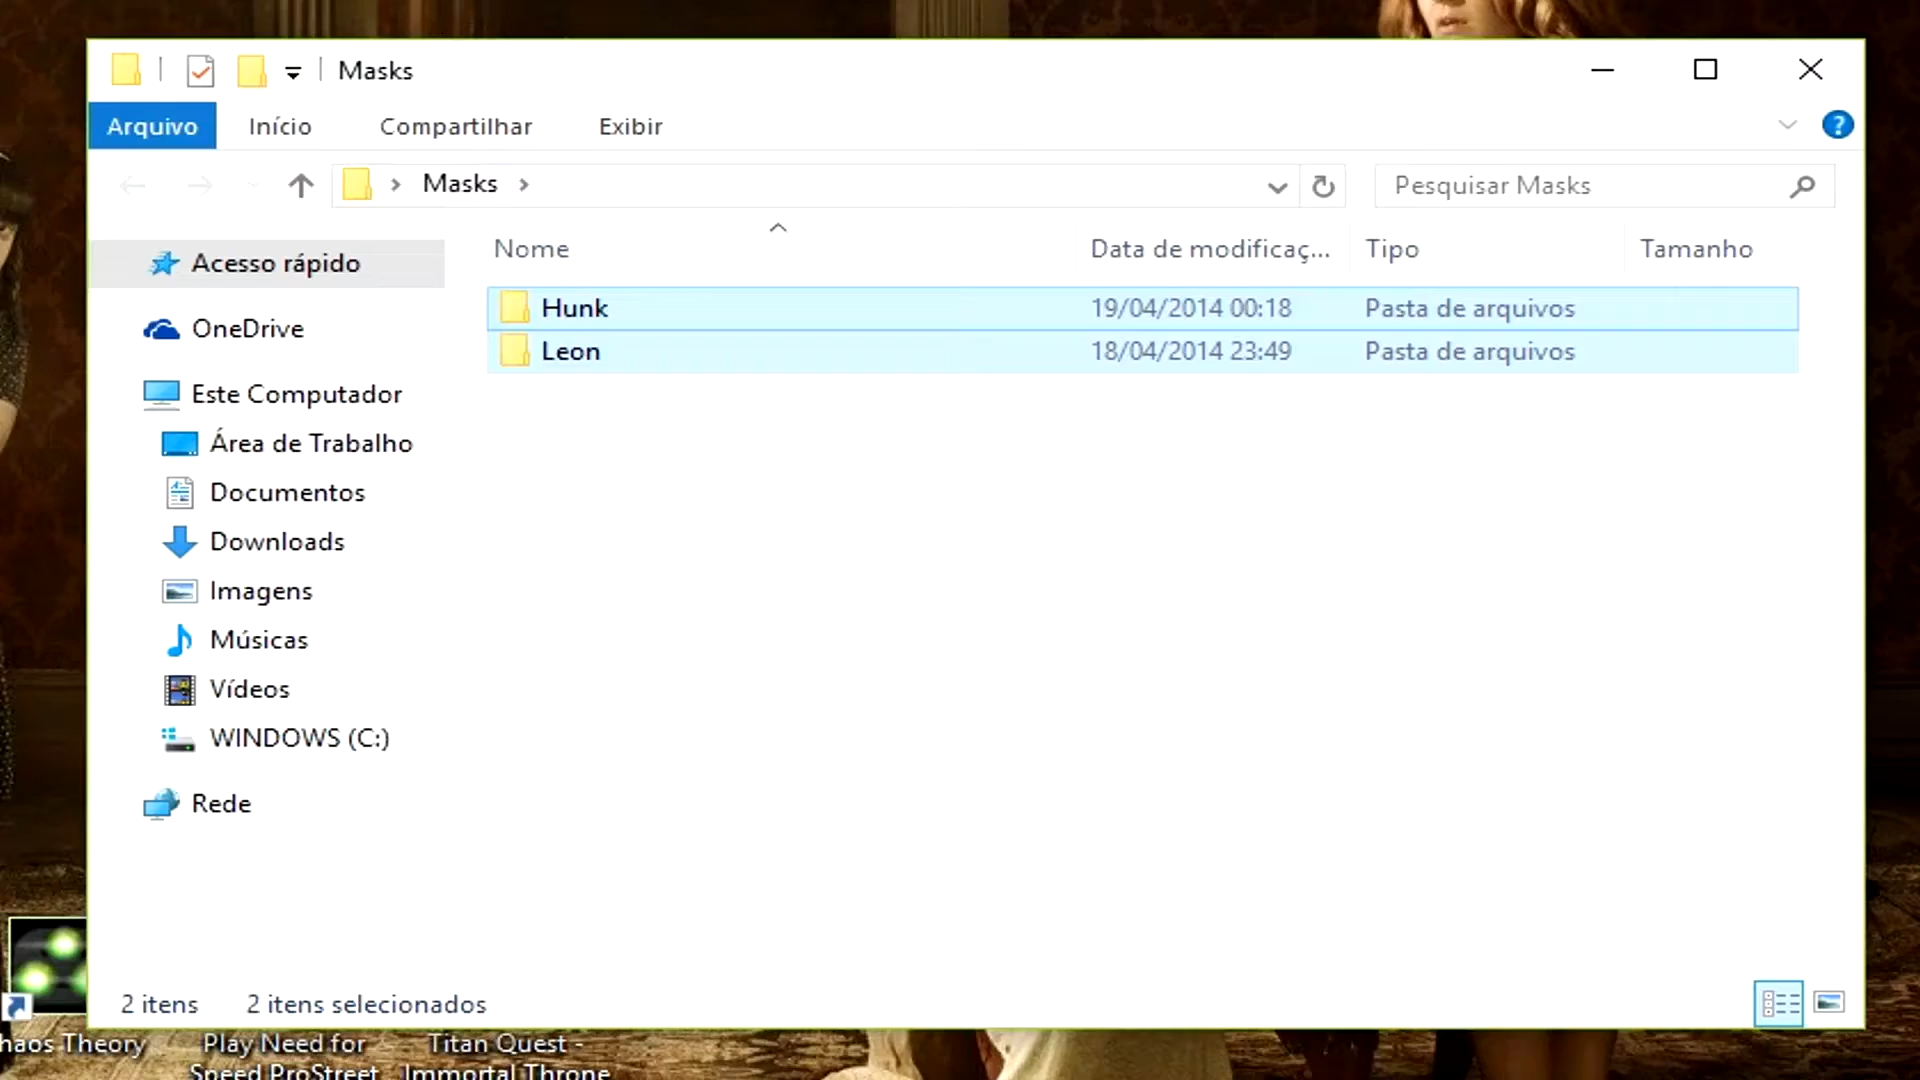 Masks
Arquivo Início Compartilhar Exibir
Masks
Pesquisar Masks
Nome Data de modificaç... Tipo Tamanho
Hunk 19/04/2014 00:18 Pasta de arquivos
Leon 18/04/2014 23:49 Pasta de arquivos
Acesso rápido
OneDrive
Este Computador
Área de Trabalho
Documentos
Downloads
Imagens
Músicas
Vídeos
WINDOWS (C:)
Rede
2 itens 2 itens selecionados
haos Theory Play Need for Titan Quest -
Speed ProStreet Immortal Throne